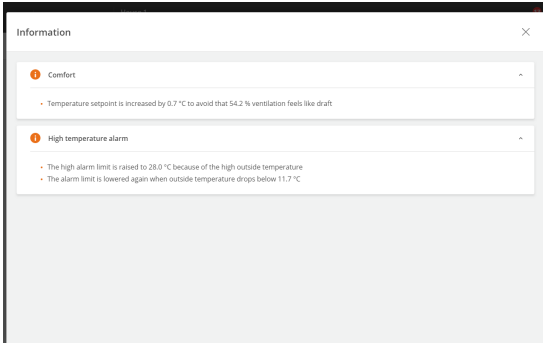 Information
Comfort
• Temperature setpoint is increased by 0.7 °C to avoid that 54.2 % ventilation feels like draft
High temperature alarm
• The high alarm limit is raised to 28.0 °C because of the high outside temperature
• The alarm limit is lowered again when outside temperature drops below 11.7 °C